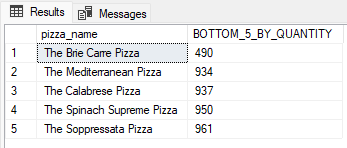 Results Messages
pizza_name BOTTOM_5_BY_QUANTITY
1 The Brie Carre Pizza 490
2 The Mediterranean Pizza 934
3 The Calabrese Pizza 937
4 The Spinach Supreme Pizza 950
5 The Soppressata Pizza 961